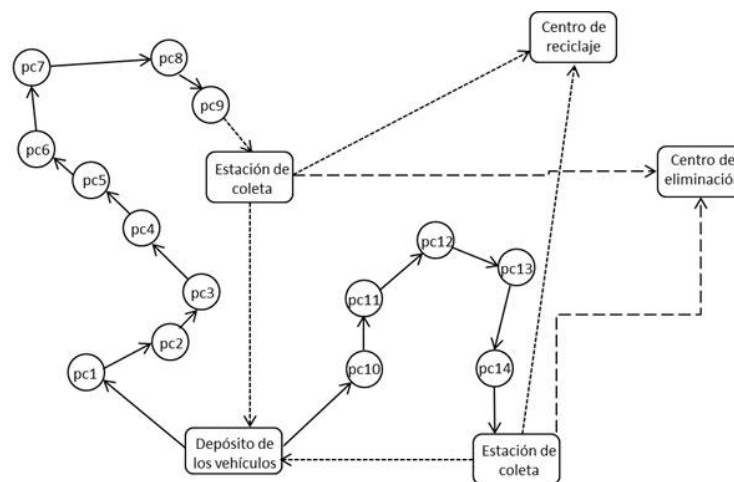 Centro de
reciclaje
pc7
pc8
pc9
pc6
pc5
Estación de
coleta
Centro de
eliminación
pc4
pc12
pc13
pc3
pc11
pc2
pc1
pc10
pc14
Depósito de
los vehículos
Estación de
coleta